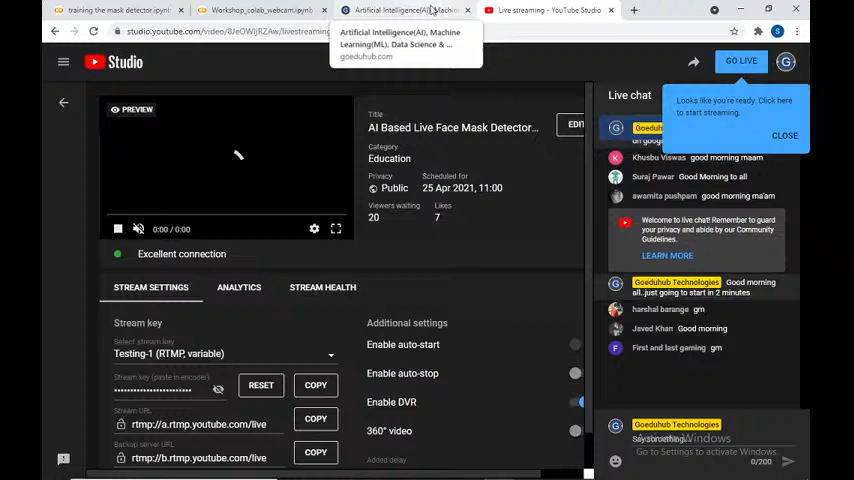 training the mask detector.ipynb
Workshop_colab_webcam.ipynb
Artificial Intelligence(AI), Machine
Live streaming - YouTube Studio
studio.youtube.com/video/8JeOWIjRZAw/livestreaming
Artificial Intelligence(AI), Machine
Learning(ML), Data Science & ...
goeduhub.com
Studio
GO LIVE
PREVIEW
0:00 / 0:00
Excellent connection
Title
AI Based Live Face Mask Detector...
EDIT
Category
Education
Privacy
Public
Scheduled for
25 Apr 2021, 11:00
Viewers waiting
20
Likes
7
STREAM SETTINGS
ANALYTICS
STREAM HEALTH
Stream key
Select stream key
Testing-1 (RTMP, variable)
Stream key (paste in encoder)
RESET
COPY
Stream URL
rtmp://a.rtmp.youtube.com/live
COPY
Backup server URL
rtmp://b.rtmp.youtube.com/live
COPY
Additional settings
Enable auto-start
Enable auto-stop
Enable DVR
360° video
Added delay
Live chat
Looks like you're ready. Click here
to start streaming.
CLOSE
Khusbu Viswas good morning maam
Suraj Pawar Good Morning to all
awamita pushpam good morning ma'am
Welcome to live chat! Remember to guard
your privacy and abide by our Community
Guidelines.
LEARN MORE
Goeduhub Technologies Good morning
all..just going to start in 2 minutes
harshal barange gm
Javed Khan Good morning
First and last gaming gm
Goeduhub Technologies
Say something...
Activate Windows
Go to Settings to activate Windows.
0/200